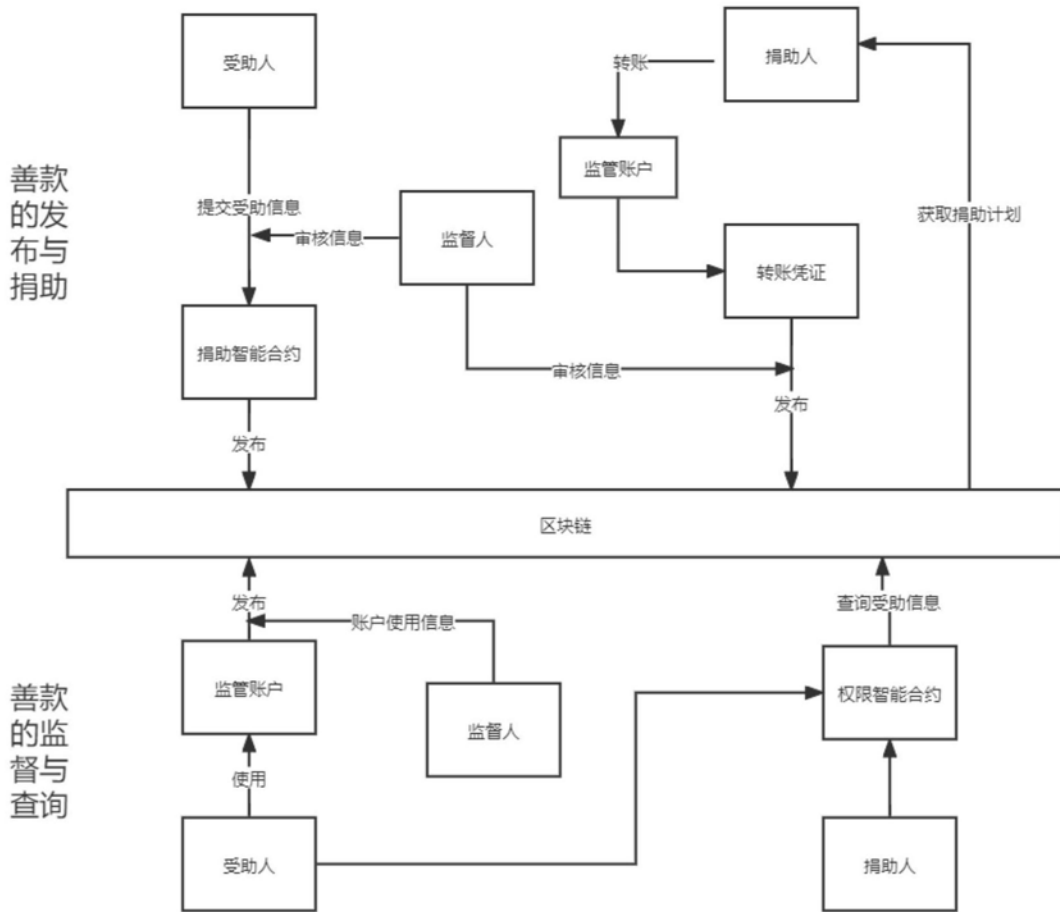 受助人
捐助人
转账
监管账户
善款
的发
布与
捐助
提交受助信息
审核信息
监督人
获取捐助计划
转账凭证
捐助智能合约
审核信息
发布
发布
区块链
发布
查询受助信息
账户使用信息
善款
的监
督与
查询
监管账户
监督人
权限智能合约
使用
受助人
捐助人